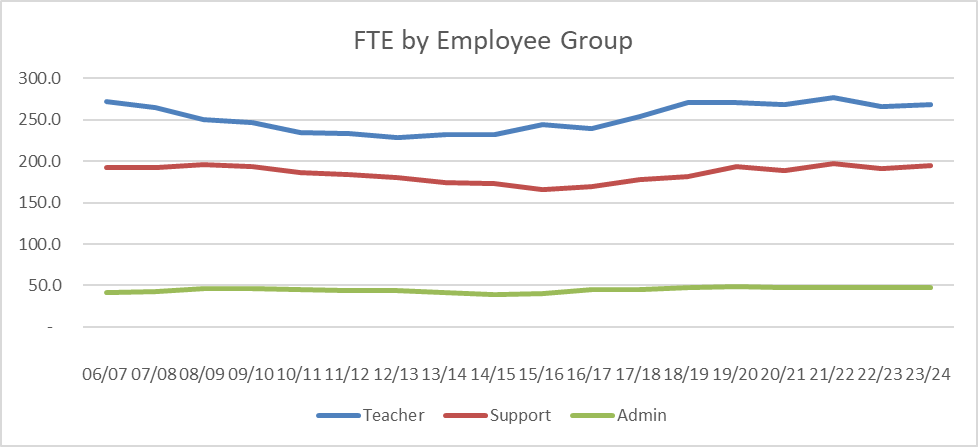 FTE by Employee Group
300.0
250.0
200.0
150.0
100.0
50.0
-
06/07 07/08 08/09 09/10 10/11 11/12 12/13 13/14 14/15 15/16 16/17 17/18 18/19 19/20 20/21 21/22 22/23 23/24
Teacher Support Admin